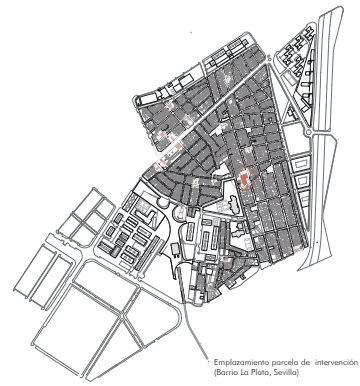 Emplazamiento parcela de intervención
(Barrio La Plata, Sevilla)